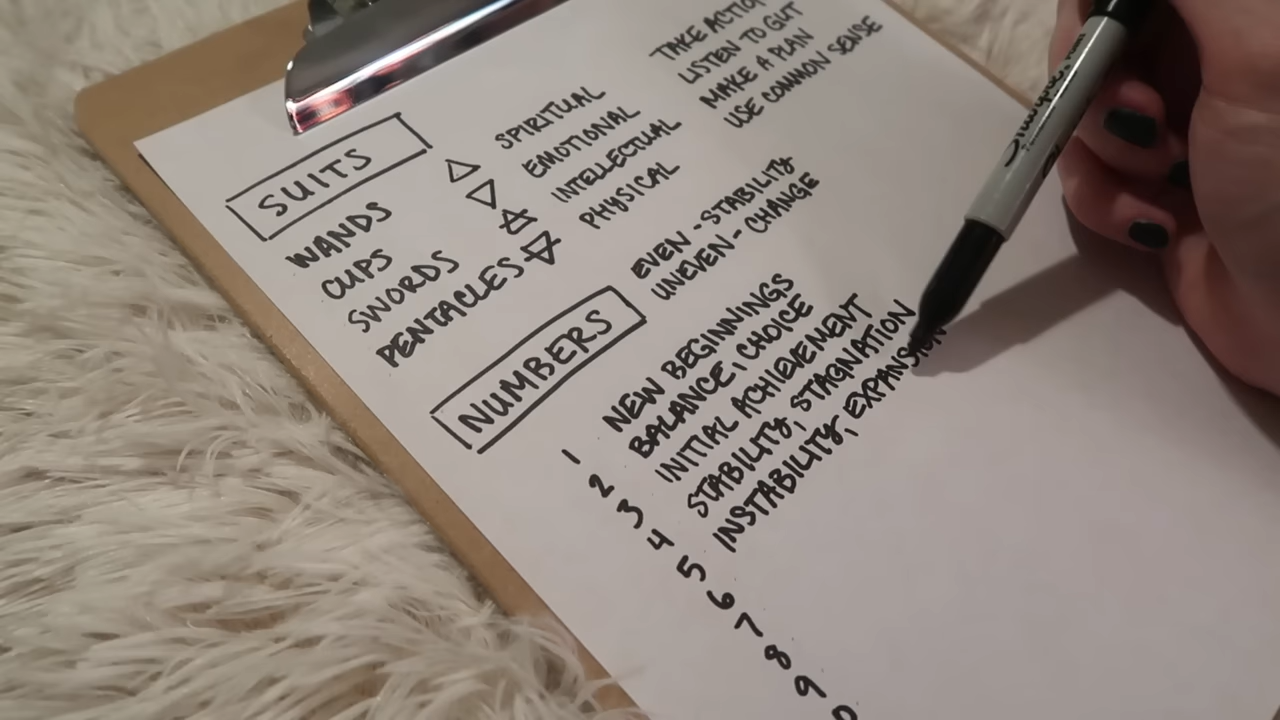 SUITS
WANDS △ SPIRITUAL TAKE
CUPS ▽ EMOTIONAL LISTEN TO GUT
SWORDS 🜁 INTELLECTUAL MAKE A PLAN
PENTACLES 🜃 PHYSICAL USE COMMON SENSE
NUMBERS
EVEN - STABILITY
UNEVEN - CHANGE
1 NEW BEGINNINGS
2 BALANCE, CHOICE
3 INITIAL ACHIEVEMENT
4 STABILITY, STAGNATION
5 INSTABILITY, EXPANSION
6
7
8
9
Sharpie